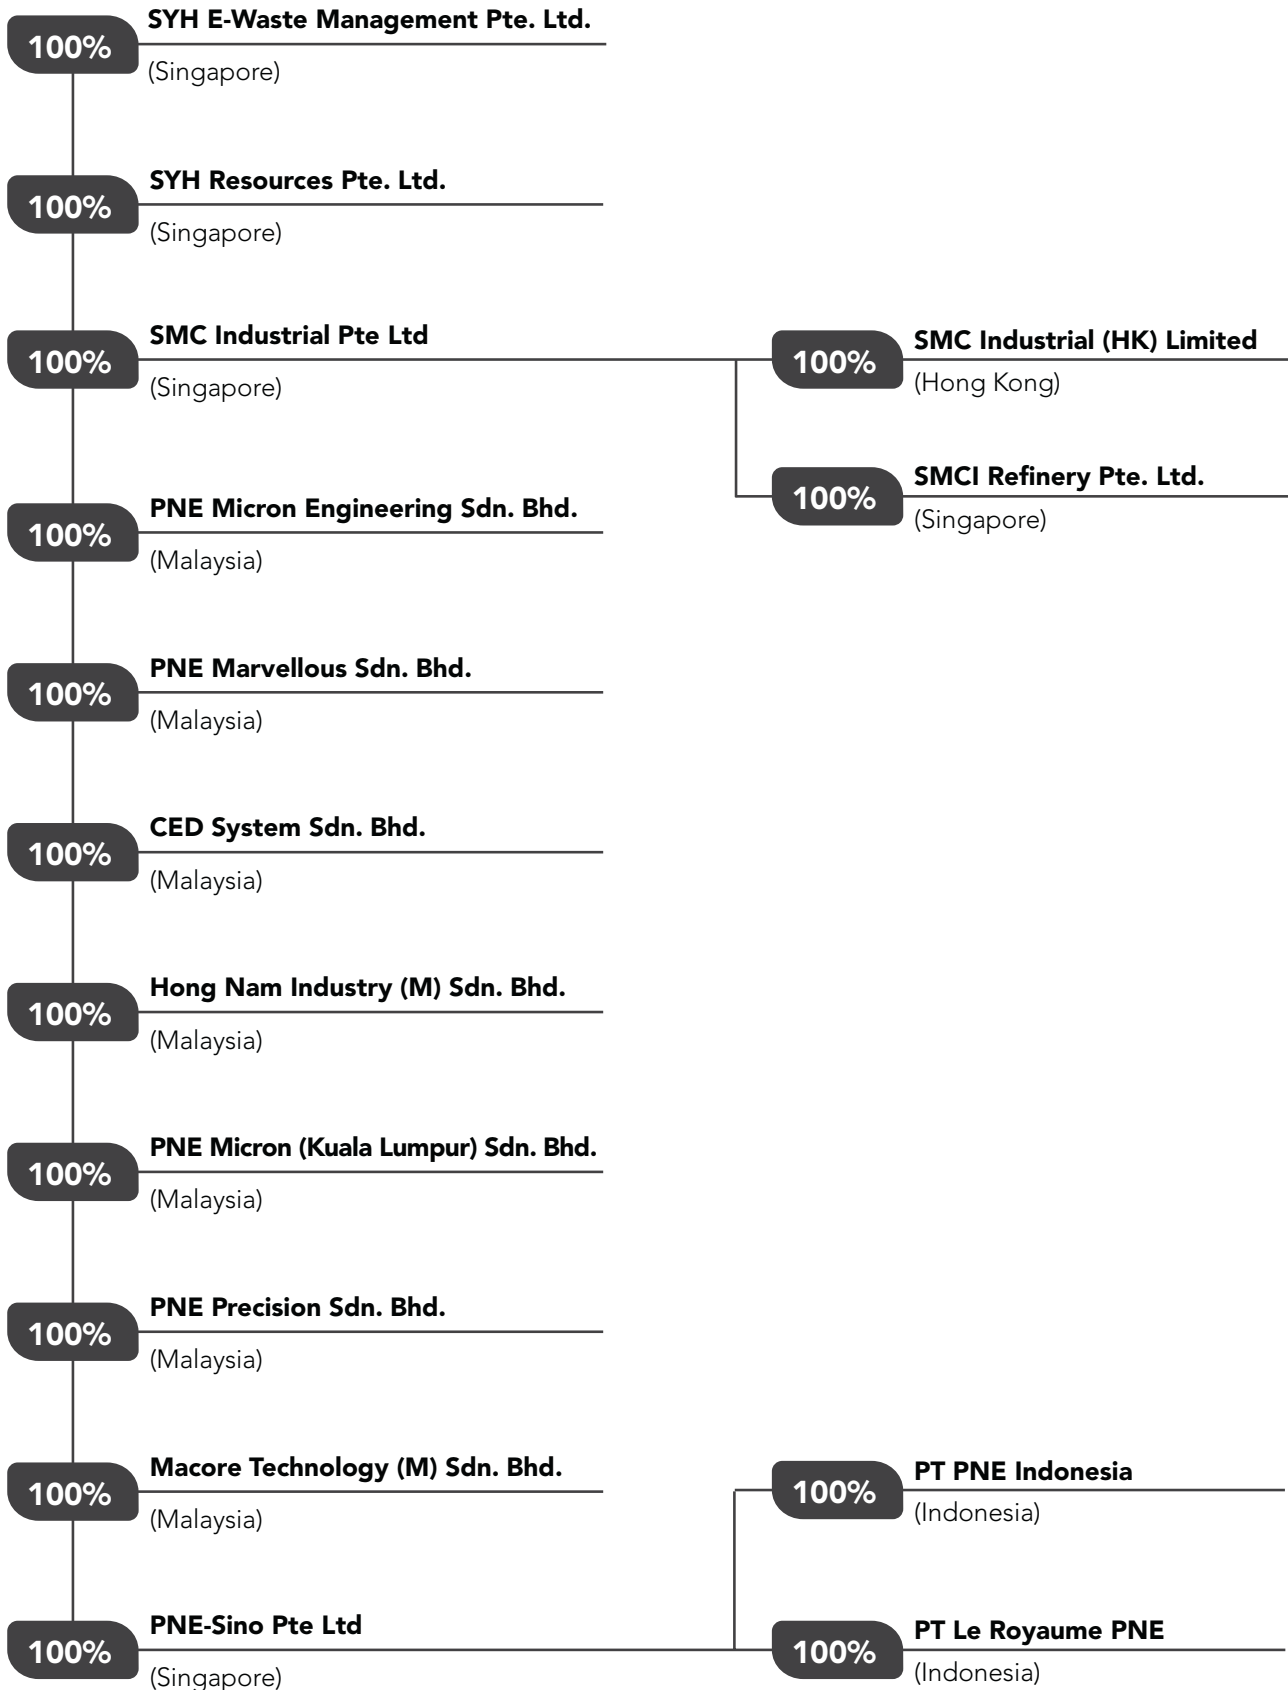 SYH E-Waste Management Pte. Ltd.
100%
(Singapore)
SYH Resources Pte. Ltd.
100%
(Singapore)
SMC Industrial Pte Ltd
100%
(Singapore)
SMC Industrial (HK) Limited
100%
(Hong Kong)
SMCI Refinery Pte. Ltd.
100%
(Singapore)
PNE Micron Engineering Sdn. Bhd.
100%
(Malaysia)
PNE Marvellous Sdn. Bhd.
100%
(Malaysia)
CED System Sdn. Bhd.
100%
(Malaysia)
Hong Nam Industry (M) Sdn. Bhd.
100%
(Malaysia)
PNE Micron (Kuala Lumpur) Sdn. Bhd.
100%
(Malaysia)
PNE Precision Sdn. Bhd.
100%
(Malaysia)
Macore Technology (M) Sdn. Bhd.
100%
(Malaysia)
PNE-Sino Pte Ltd
100%
(Singapore)
PT PNE Indonesia
100%
(Indonesia)
PT Le Royaume PNE
100%
(Indonesia)